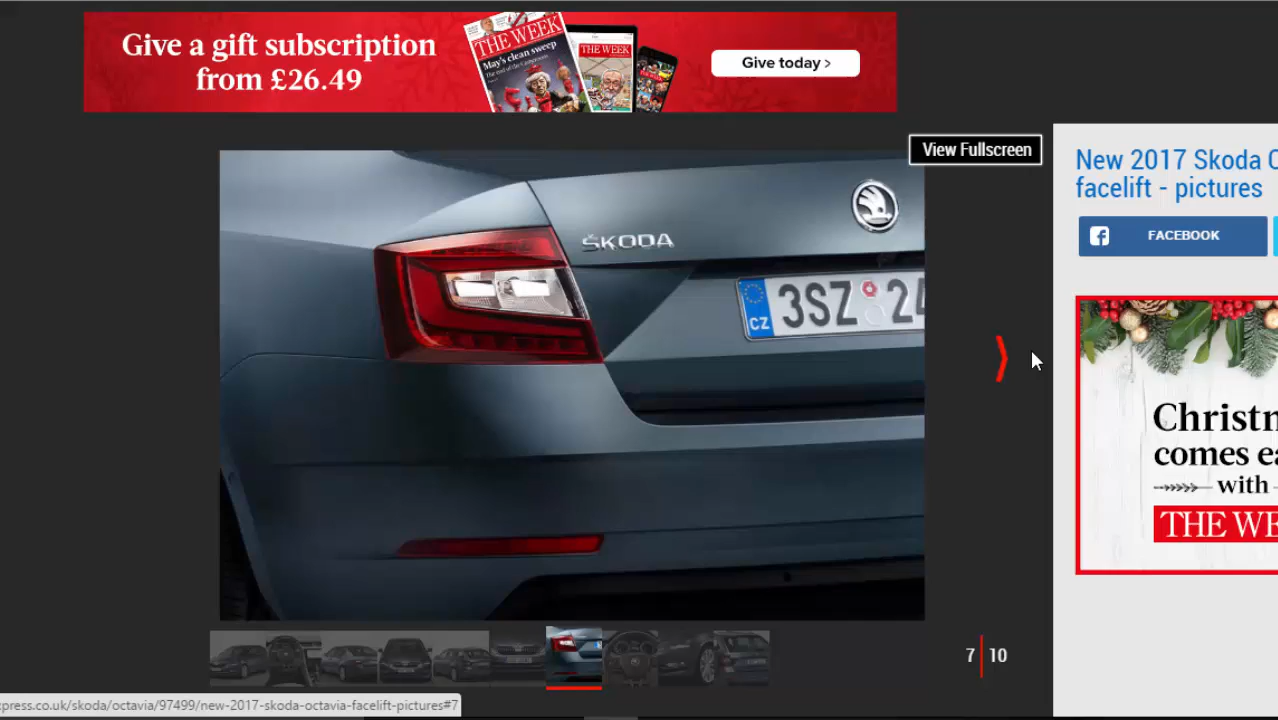 Give a gift subscription
from £26.49
THE WEEK
May's clean sweep
THE WEEK
Give today >
View Fullscreen
New 2017 Skoda O
facelift - pictures
FACEBOOK
ŠKODA
CZ
3SZ 24
Christm
comes ea
with
THE WE
7 | 10
press.co.uk/skoda/octavia/97499/new-2017-skoda-octavia-facelift-pictures#7